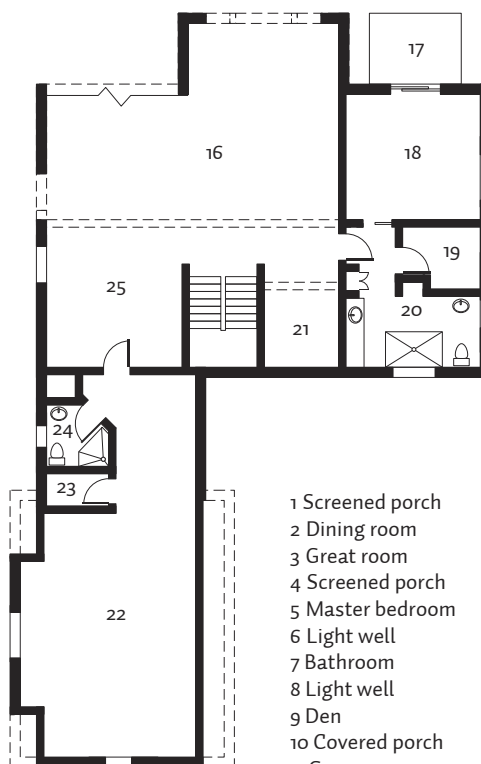 17
16
18
19
25
20
21
24
23
22
1 Screened porch
2 Dining room
3 Great room
4 Screened porch
5 Master bedroom
6 Light well
7 Bathroom
8 Light well
9 Den
10 Covered porch